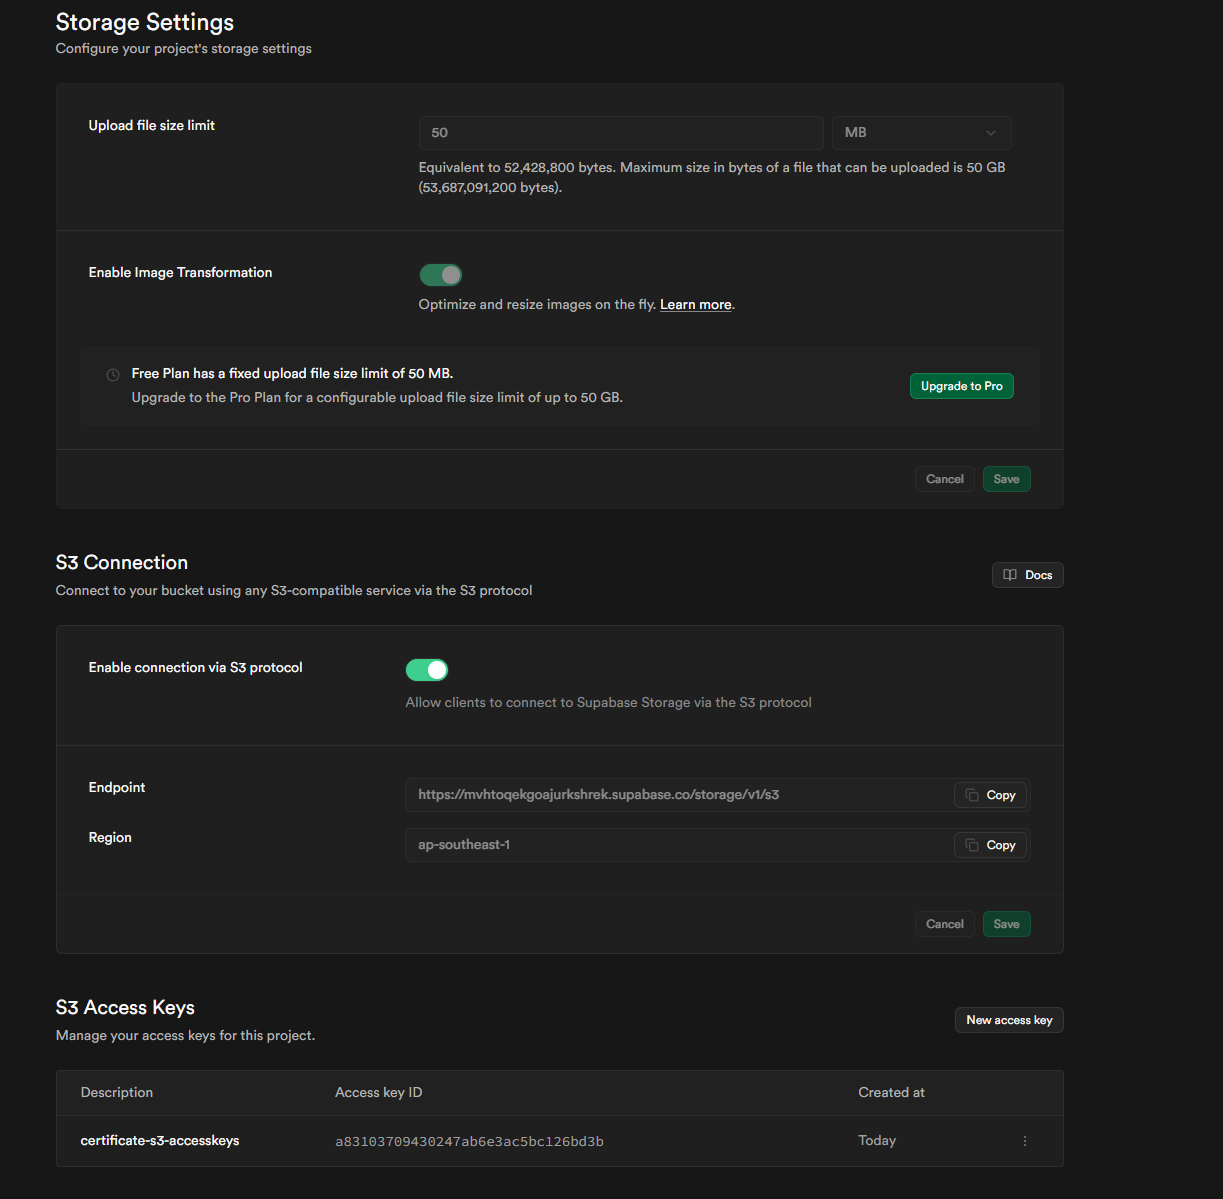 Storage Settings
Configure your project's storage settings
Upload file size limit
50
MB
Equivalent to 52,428,800 bytes. Maximum size in bytes of a file that can be uploaded is 50 GB
(53,687,091,200 bytes).
Enable Image Transformation
Optimize and resize images on the fly. Learn more.
Free Plan has a fixed upload file size limit of 50 MB.
Upgrade to the Pro Plan for a configurable upload file size limit of up to 50 GB.
Upgrade to Pro
Cancel
Save
S3 Connection
Connect to your bucket using any S3-compatible service via the S3 protocol
Docs
Enable connection via S3 protocol
Allow clients to connect to Supabase Storage via the S3 protocol
Endpoint
https://mvhtoqekgoajurkshrek.supabase.co/storage/v1/s3
Copy
Region
ap-southeast-1
Copy
Cancel
Save
S3 Access Keys
Manage your access keys for this project.
New access key
Description
Access key ID
Created at
certificate-s3-accesskeys
a83103709430247ab6e3ac5bc126bd3b
Today